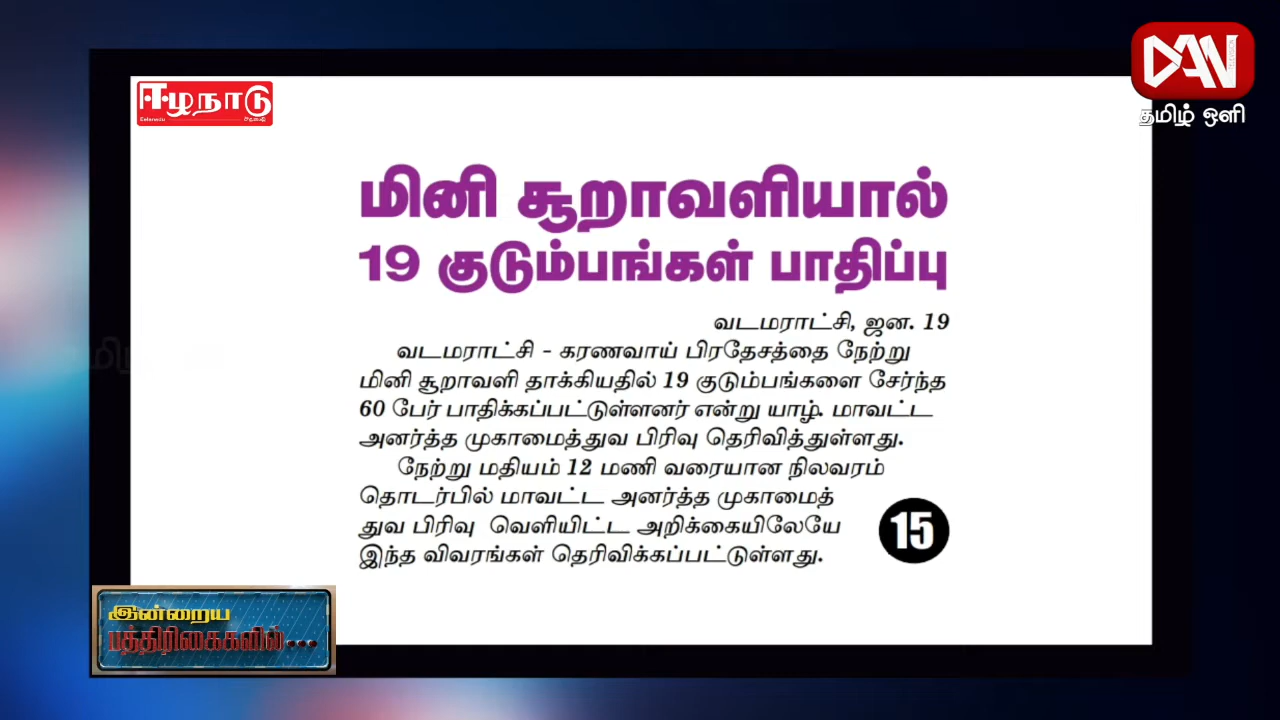 ஈழநாடு
DAN
தமிழ் ஒளி
மினி சூறாவளியால்
19 குடும்பங்கள் பாதிப்பு
வடமராட்சி, ஜன. 19
வடமராட்சி - கரணவாய் பிரதேசத்தை நேற்று
மினி சூறாவளி தாக்கியதில் 19 குடும்பங்களை சேர்ந்த
60 பேர் பாதிக்கப்பட்டுள்ளனர் என்று யாழ். மாவட்ட
அனர்த்த முகாமைத்துவ பிரிவு தெரிவித்துள்ளது.
நேற்று மதியம் 12 மணி வரையான நிலவரம்
தொடர்பில் மாவட்ட அனர்த்த முகாமைத்
துவ பிரிவு வெளியிட்ட அறிக்கையிலேயே
இந்த விவரங்கள் தெரிவிக்கப்பட்டுள்ளது.
15
இன்றைய
பத்திரிகைகளில்...